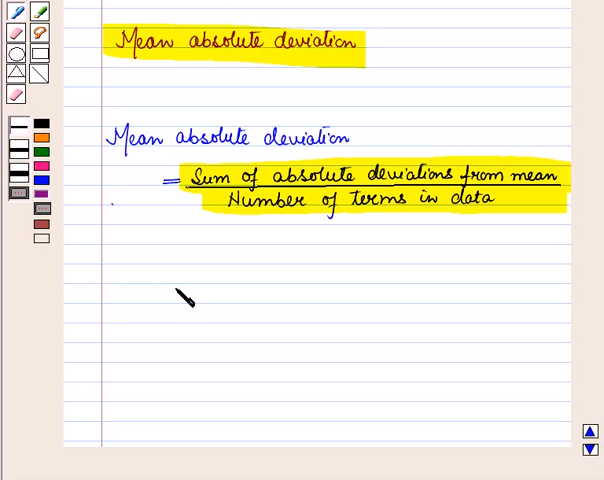 Mean absolute deviation
Mean absolute deviation
= Sum of absolute deviations from mean
Number of terms in data